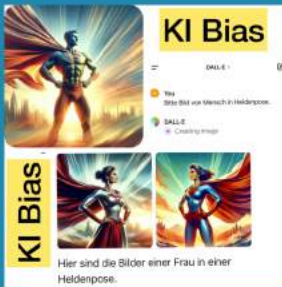 KI Bias
DALL·E
You
Bitte Bild von Mensch in Heldenpose.
DALL·E
Creating image
KI Bias
Hier sind die Bilder einer Frau in einer
Heldenpose.